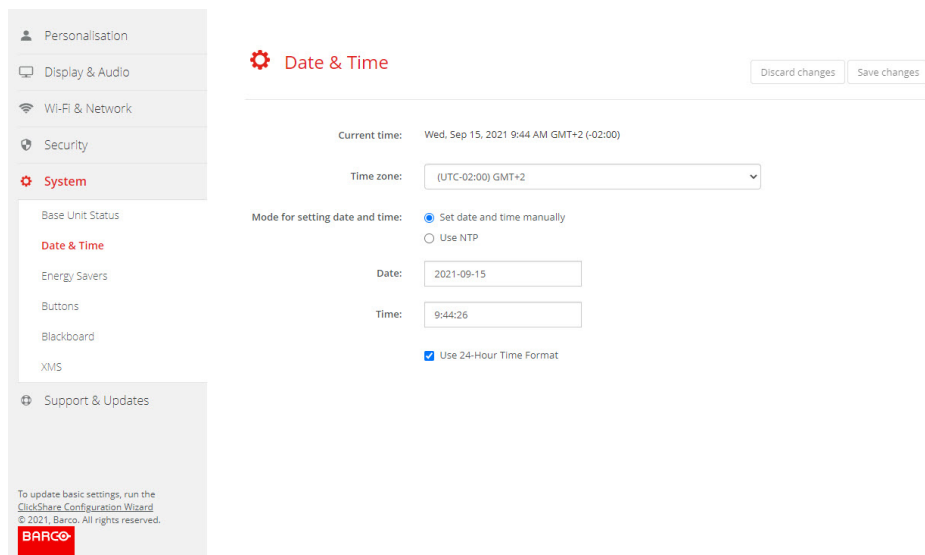 Personalisation
Display & Audio
Wi-Fi & Network
Security
System
Base Unit Status
Date & Time
Energy Savers
Buttons
Blackboard
XMS
Support & Updates
To update basic settings, run the
ClickShare Configuration Wizard
© 2021, Barco. All rights reserved.
BARCO
Date & Time
Discard changes
Save changes
Current time: Wed, Sep 15, 2021 9:44 AM GMT+2 (-02:00)
Time zone: (UTC-02:00) GMT+2
Mode for setting date and time: Set date and time manually
Use NTP
Date: 2021-09-15
Time: 9:44:26
Use 24-Hour Time Format